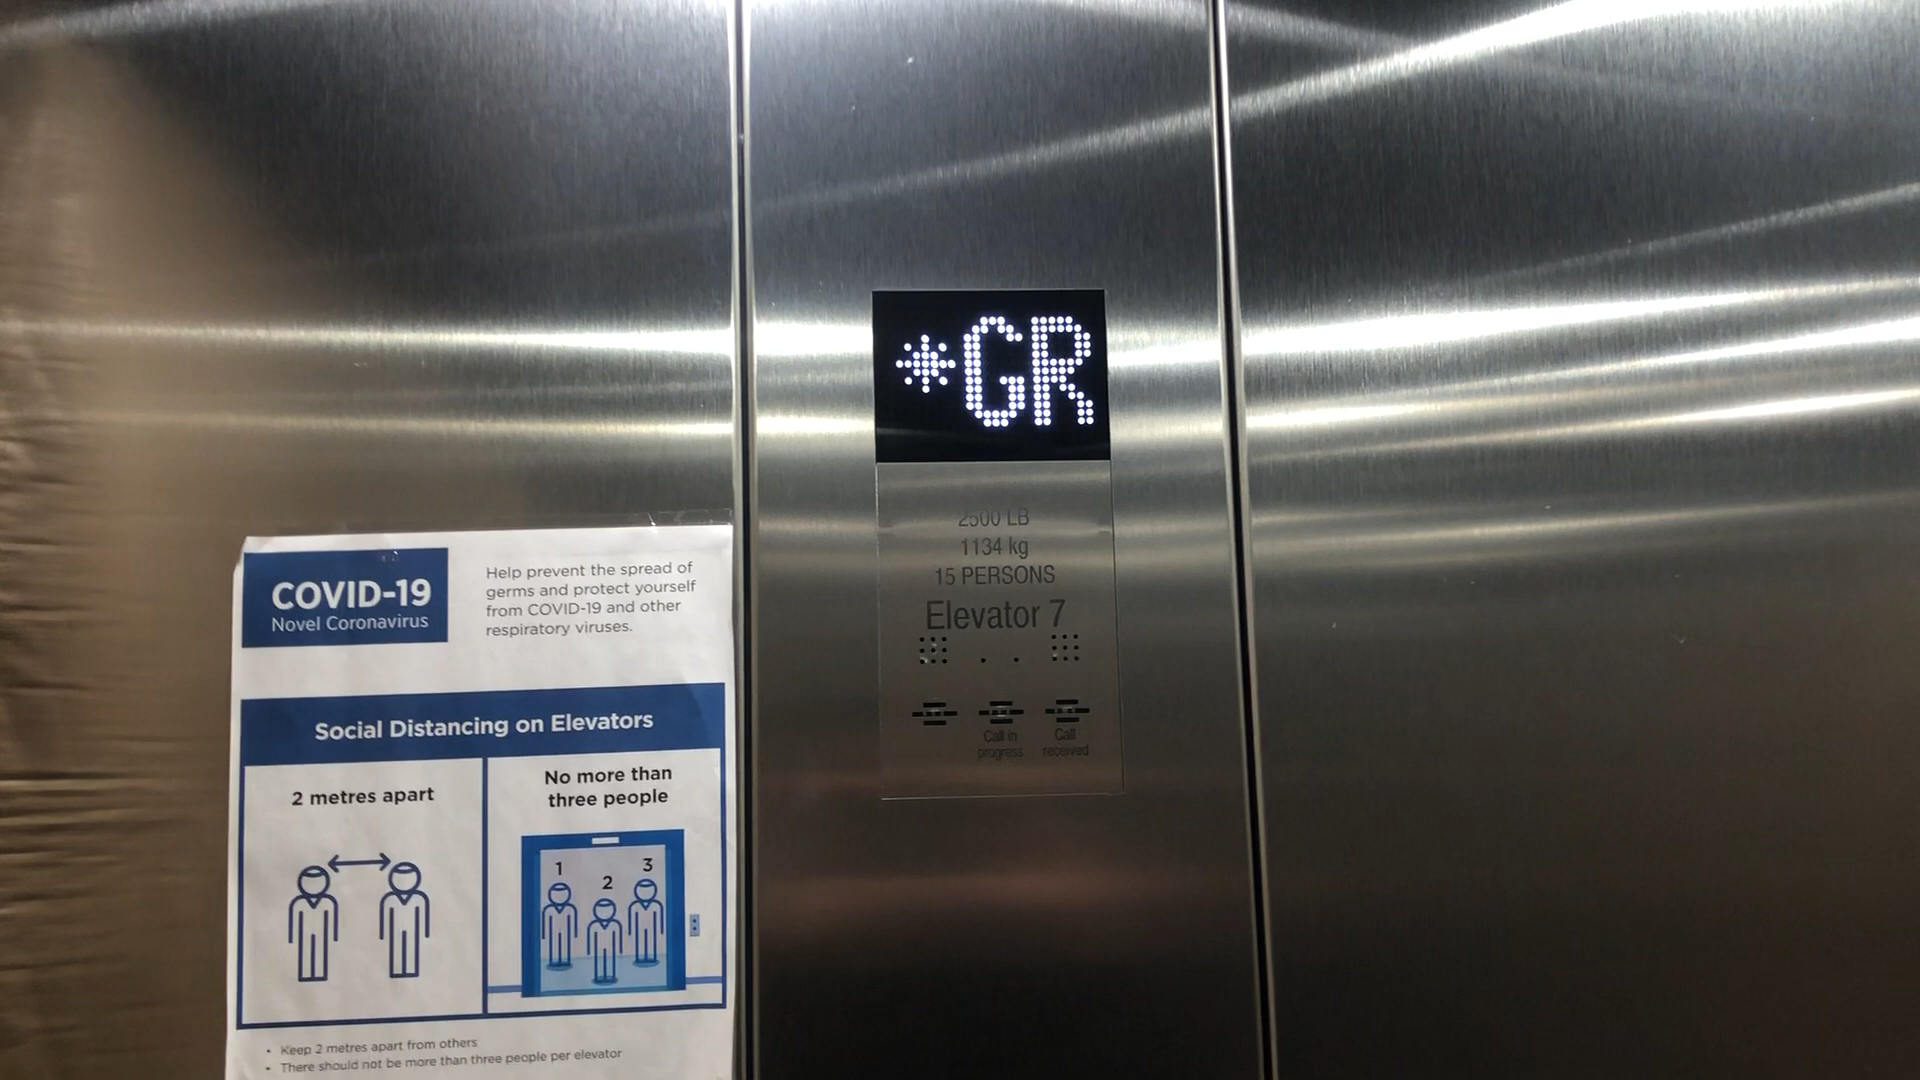 *GR
2500 LB
1134 kg
15 PERSONS
Elevator 7
Call in
progress
Call
received
COVID-19
Novel Coronavirus
Help prevent the spread of
germs and protect yourself
from COVID-19 and other
respiratory viruses.
Social Distancing on Elevators
2 metres apart
No more than
three people
1
2
3
• Keep 2 metres apart from others
• There should not be more than three people per elevator